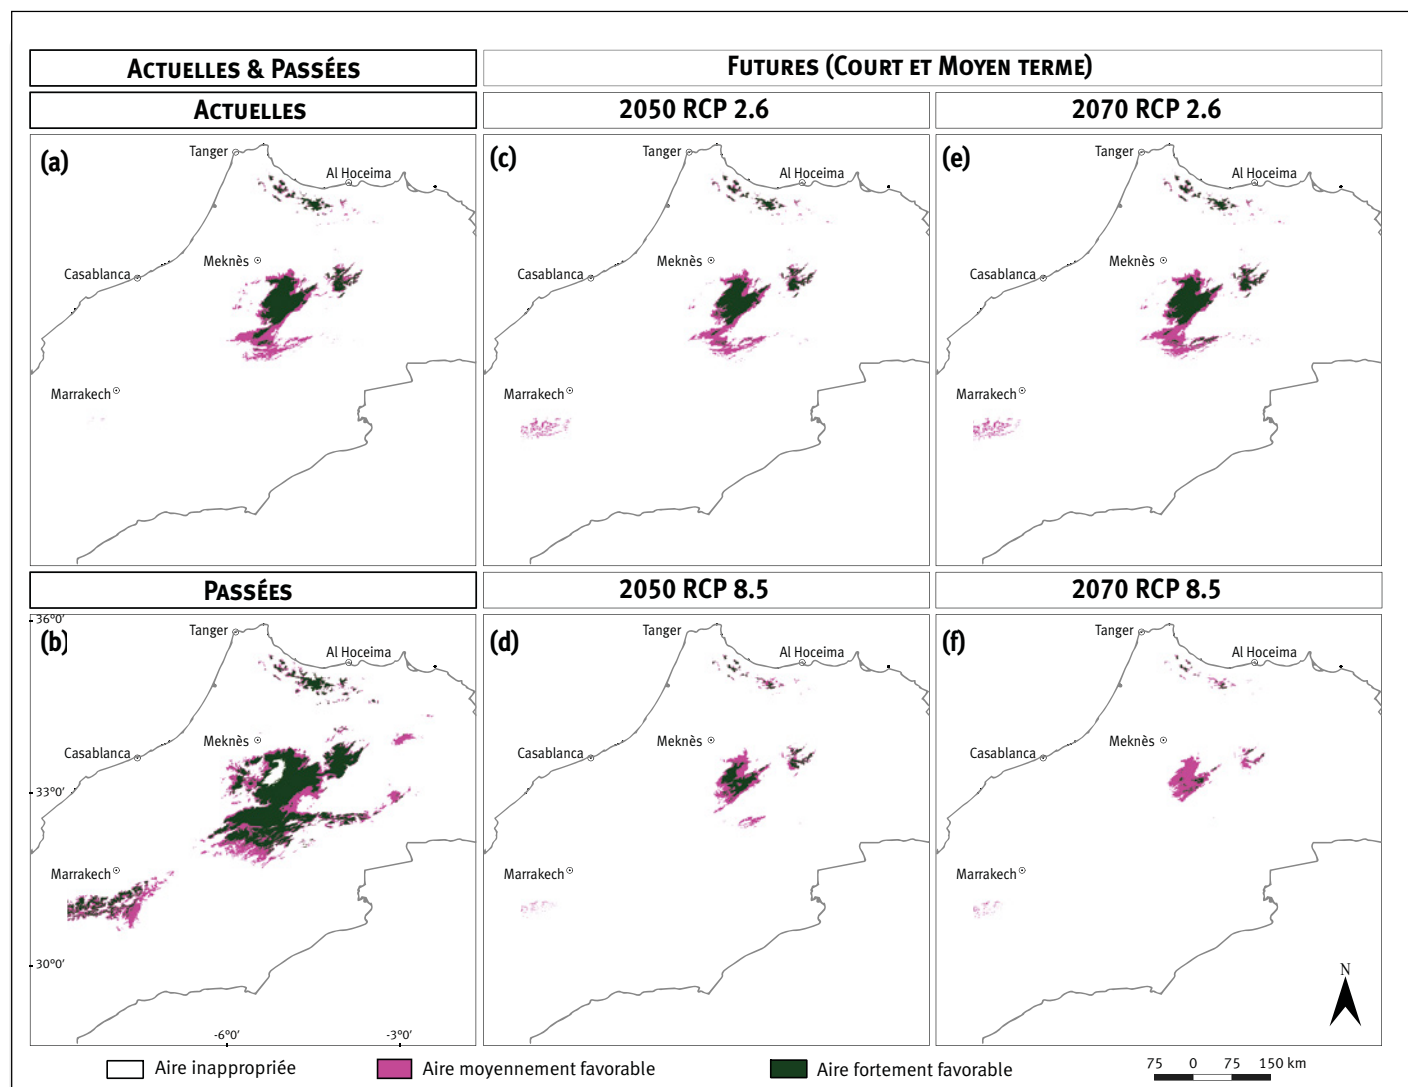 ACTUELLES & PASSÉES
FUTURES (COURT ET MOYEN TERME)
ACTUELLES
2050 RCP 2.6
2070 RCP 2.6
(a)
Tanger
Al Hoceima
Meknès
Casablanca
Marrakech
(c)
Tanger
Al Hoceima
Meknès
Casablanca
Marrakech
(e)
Tanger
Al Hoceima
Meknès
Casablanca
Marrakech
PASSÉES
2050 RCP 8.5
2070 RCP 8.5
36°0'
(b)
Tanger
Al Hoceima
Meknès
Casablanca
33°0'
Marrakech
30°0'
-6°0'
-3°0'
(d)
Tanger
Al Hoceima
Meknès
Casablanca
Marrakech
(f)
Tanger
Al Hoceima
Meknès
Casablanca
Marrakech
N
Aire inappropriée
Aire moyennement favorable
Aire fortement favorable
75 0 75 150 km